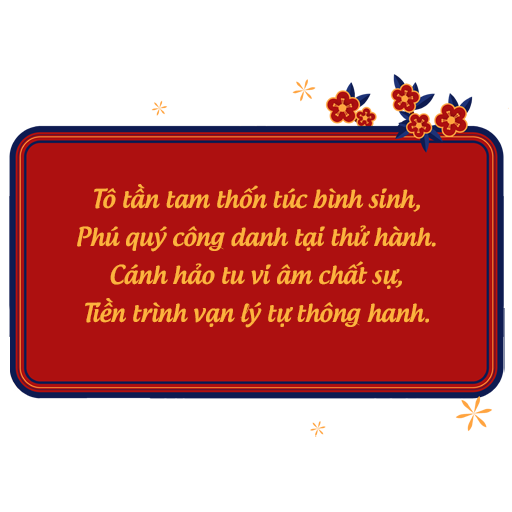 Tô tần tam thốn túc bình sinh,
Phú quý công danh tại thử hành.
Cánh hảo tu vi âm chất sự,
Tiền trình vạn lý tự thông hanh.